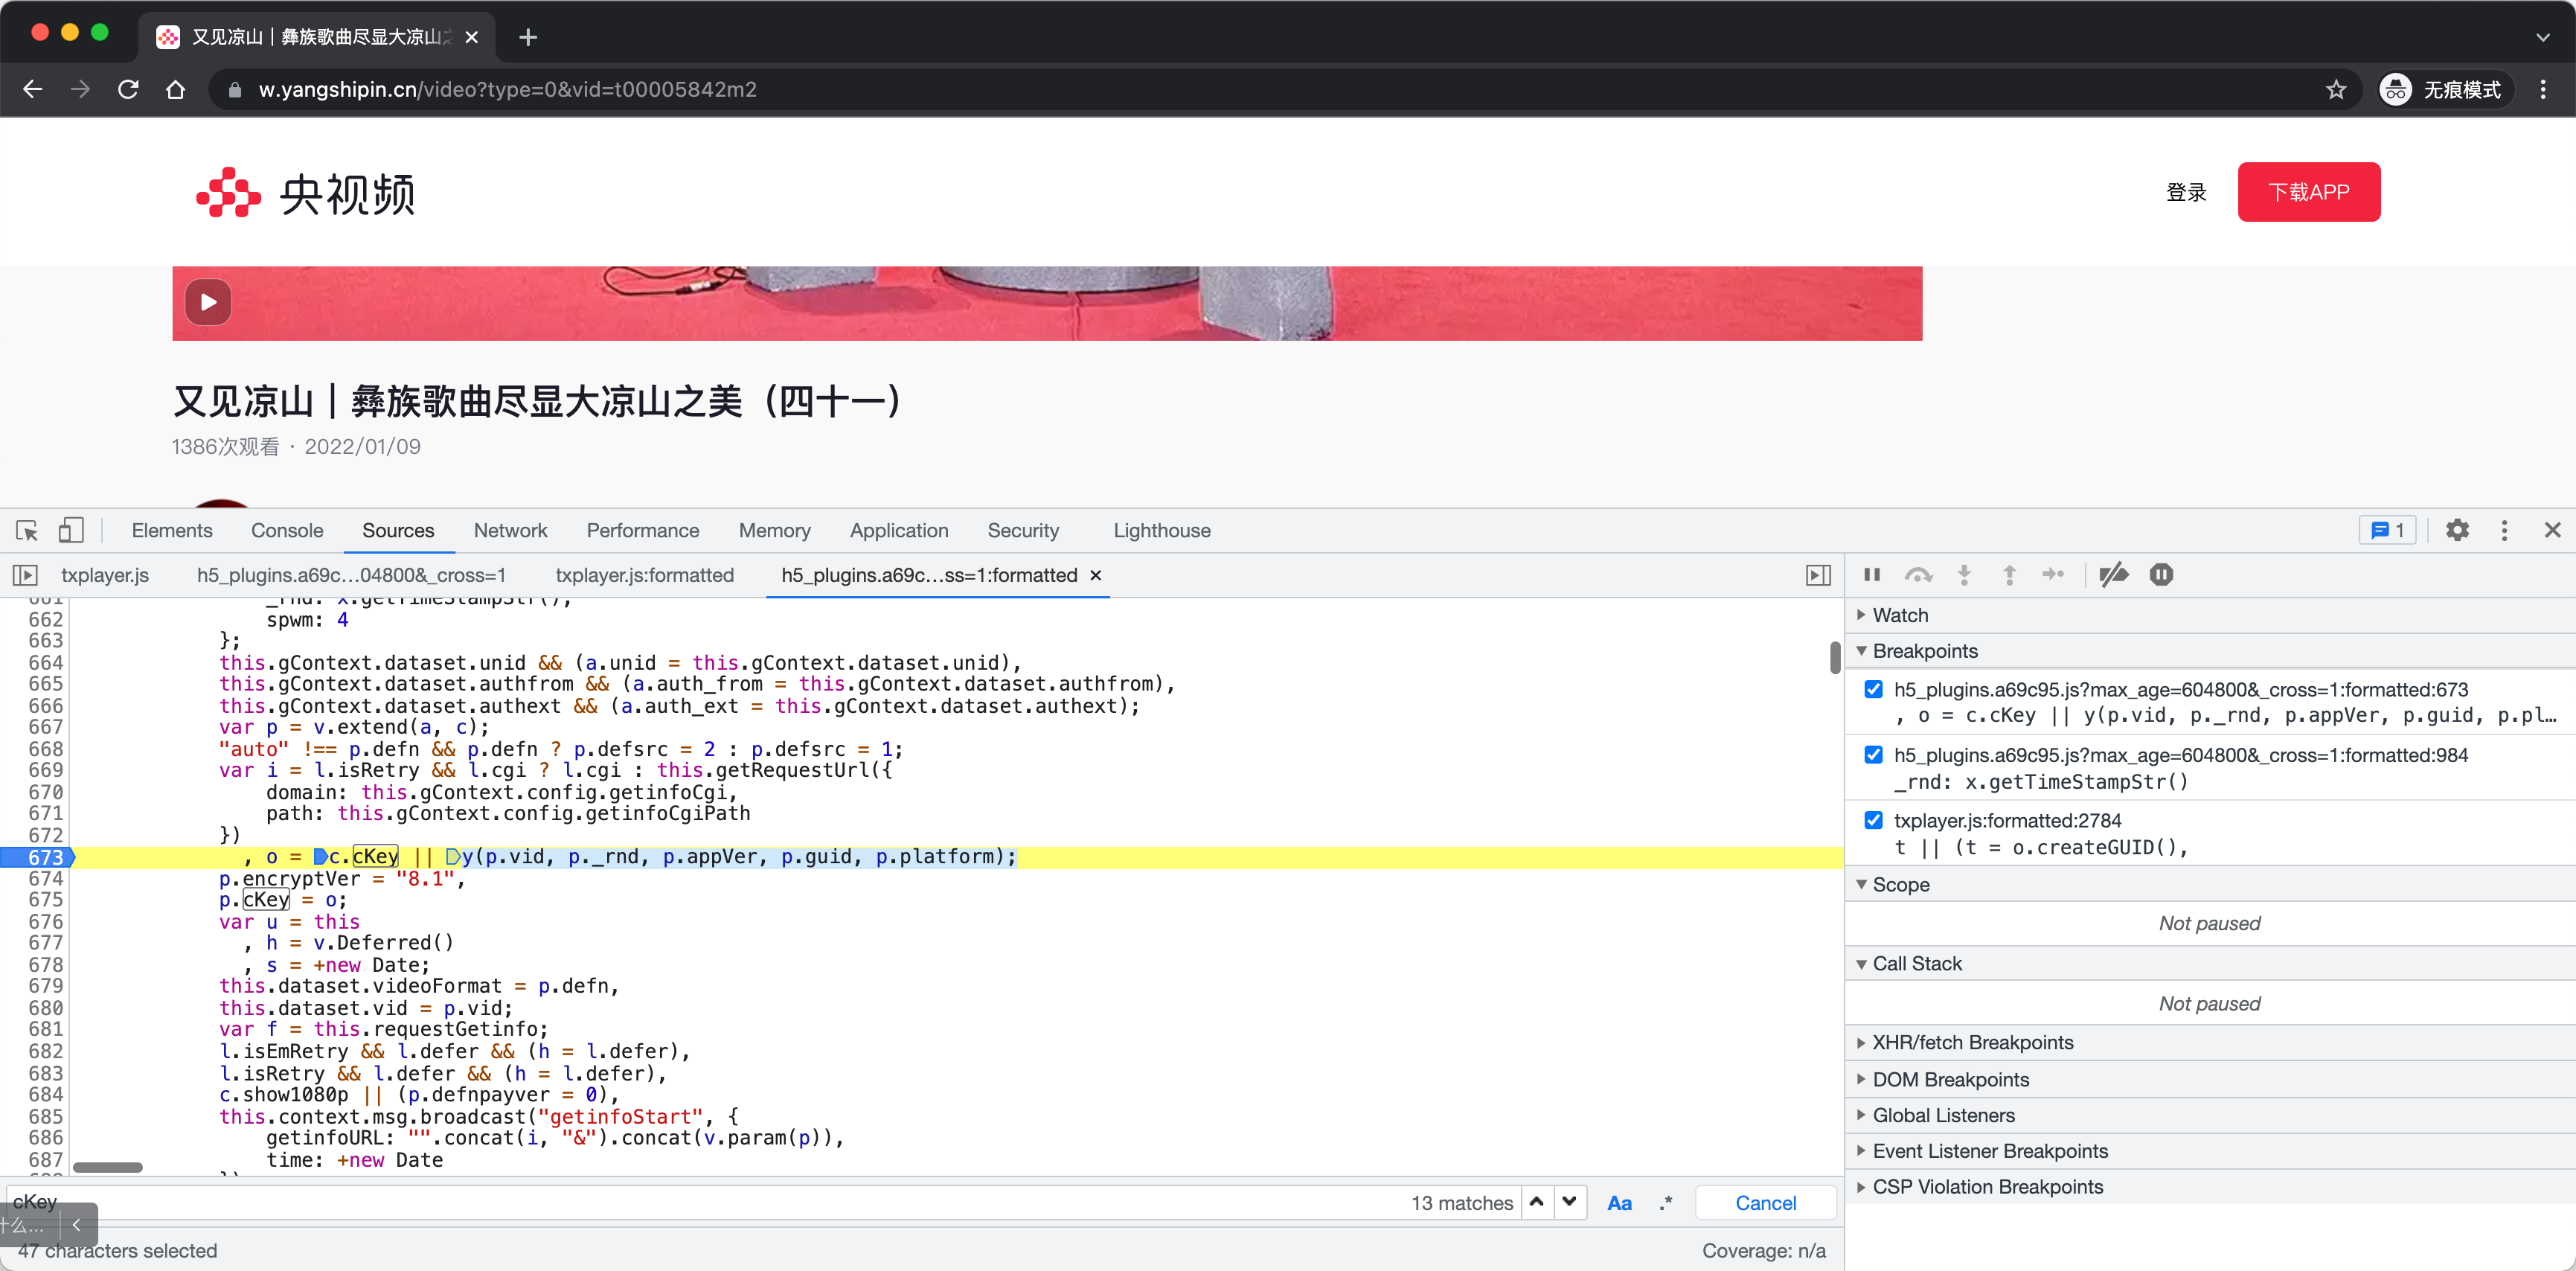 又见凉山｜彝族歌曲尽显大凉山之
w.yangshipin.cn/video?type=0&vid=t00005842m2
无痕模式
央视频
登录
下载APP
又见凉山｜彝族歌曲尽显大凉山之美（四十一）
1386次观看 · 2022/01/09
Elements Console Sources Network Performance Memory Application Security Lighthouse
1
txplayer.js h5_plugins.a69c…04800&_cross=1 txplayer.js:formatted h5_plugins.a69c…ss=1:formatted
661 _rnd: x.getTimeStampStr(),
662 spwm: 4
663 };
664 this.gContext.dataset.unid && (a.unid = this.gContext.dataset.unid),
665 this.gContext.dataset.authfrom && (a.auth_from = this.gContext.dataset.authfrom),
666 this.gContext.dataset.authext && (a.auth_ext = this.gContext.dataset.authext);
667 var p = v.extend(a, c);
668 "auto" !== p.defn && p.defn ? p.defsrc = 2 : p.defsrc = 1;
669 var i = l.isRetry && l.cgi ? l.cgi : this.getRequestUrl({
670 domain: this.gContext.config.getinfoCgi,
671 path: this.gContext.config.getinfoCgiPath
672 })
673 , o = c.cKey || y(p.vid, p._rnd, p.appVer, p.guid, p.platform);
674 p.encryptVer = "8.1",
675 p.cKey = o;
676 var u = this
677 , h = v.Deferred()
678 , s = +new Date;
679 this.dataset.videoFormat = p.defn,
680 this.dataset.vid = p.vid;
681 var f = this.requestGetinfo;
682 l.isEmRetry && l.defer && (h = l.defer),
683 l.isRetry && l.defer && (h = l.defer),
684 c.show1080p || (p.defnpayver = 0),
685 this.context.msg.broadcast("getinfoStart", {
686 getinfoURL: "".concat(i, "&").concat(v.param(p)),
687 time: +new Date
cKey
13 matches
Aa
.*
Cancel
什么…
47 characters selected
Coverage: n/a
Watch
Breakpoints
h5_plugins.a69c95.js?max_age=604800&_cross=1:formatted:673
, o = c.cKey || y(p.vid, p._rnd, p.appVer, p.guid, p.pl…
h5_plugins.a69c95.js?max_age=604800&_cross=1:formatted:984
_rnd: x.getTimeStampStr()
txplayer.js:formatted:2784
t || (t = o.createGUID(),
Scope
Not paused
Call Stack
Not paused
XHR/fetch Breakpoints
DOM Breakpoints
Global Listeners
Event Listener Breakpoints
CSP Violation Breakpoints